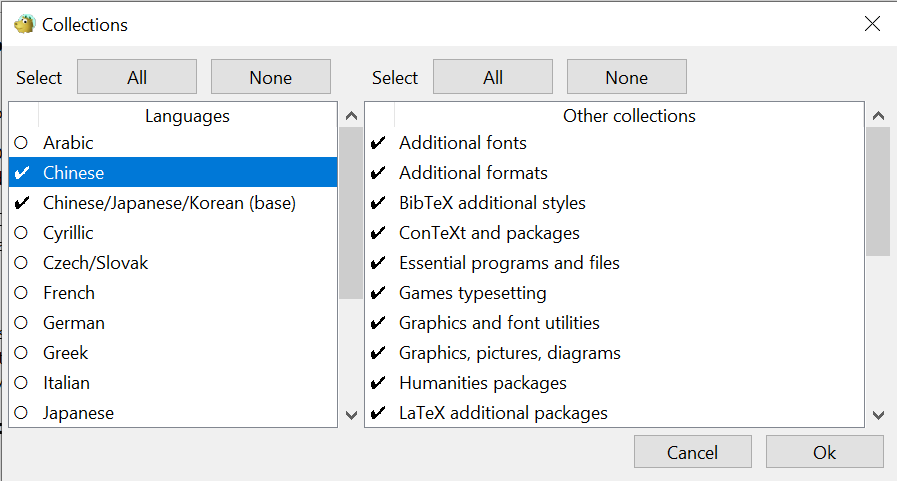 Collections
Select All None
Select All None
Languages
Arabic
Chinese
Chinese/Japanese/Korean (base)
Cyrillic
Czech/Slovak
French
German
Greek
Italian
Japanese
Other collections
Additional fonts
Additional formats
BibTeX additional styles
ConTeXt and packages
Essential programs and files
Games typesetting
Graphics and font utilities
Graphics, pictures, diagrams
Humanities packages
LaTeX additional packages
Cancel Ok